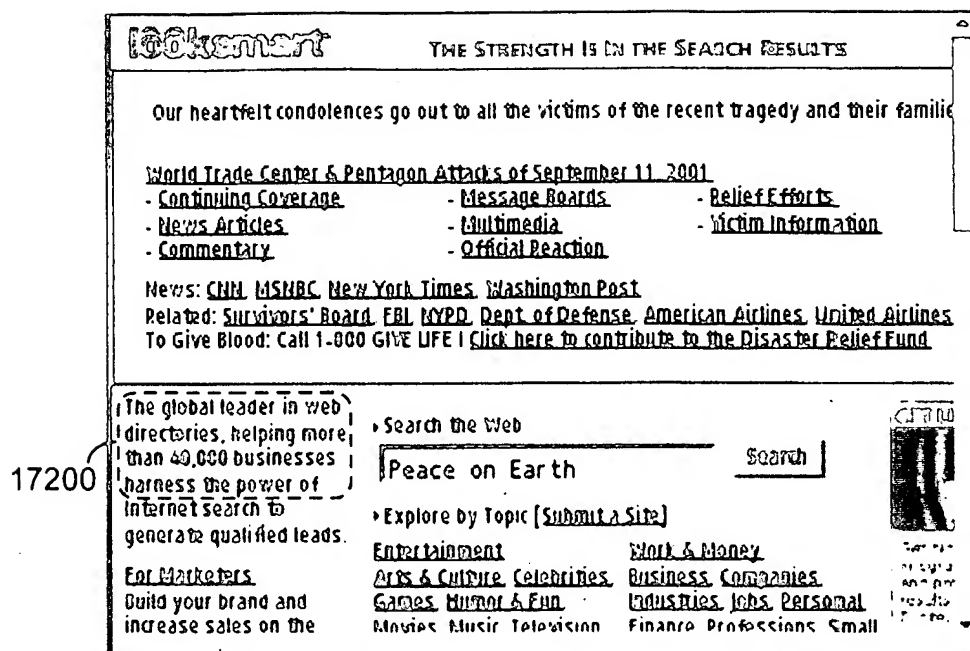 looksmart THE STRENGTH IS IN THE SEARCH RESULTS
Our heartfelt condolences go out to all the victims of the recent tragedy and their familie
World Trade Center & Pentagon Attacks of September 11, 2001
- Continuing Coverage - Message Boards - Relief Efforts
- News Articles - Multimedia - Victim Information
- Commentary - Official Reaction
News: CNN, MSNBC, New York Times, Washington Post
Related: Survivors' Board, FBI, NYPD, Dept. of Defense, American Airlines, United Airlines
To Give Blood: Call 1-800 GIVE LIFE | Click here to contribute to the Disaster Relief Fund
17200
The global leader in web
directories, helping more
than 40,000 businesses
harness the power of
Internet search to
generate qualified leads.
For Marketers
Build your brand and
increase sales on the
Search the Web
Peace on Earth Search
Explore by Topic [Submit a Site]
Entertainment
Arts & Culture, Celebrities,
Games, Humor & Fun,
Movies, Music, Television
Work & Money
Business, Companies,
Industries, Jobs, Personal
Finance, Professions, Small